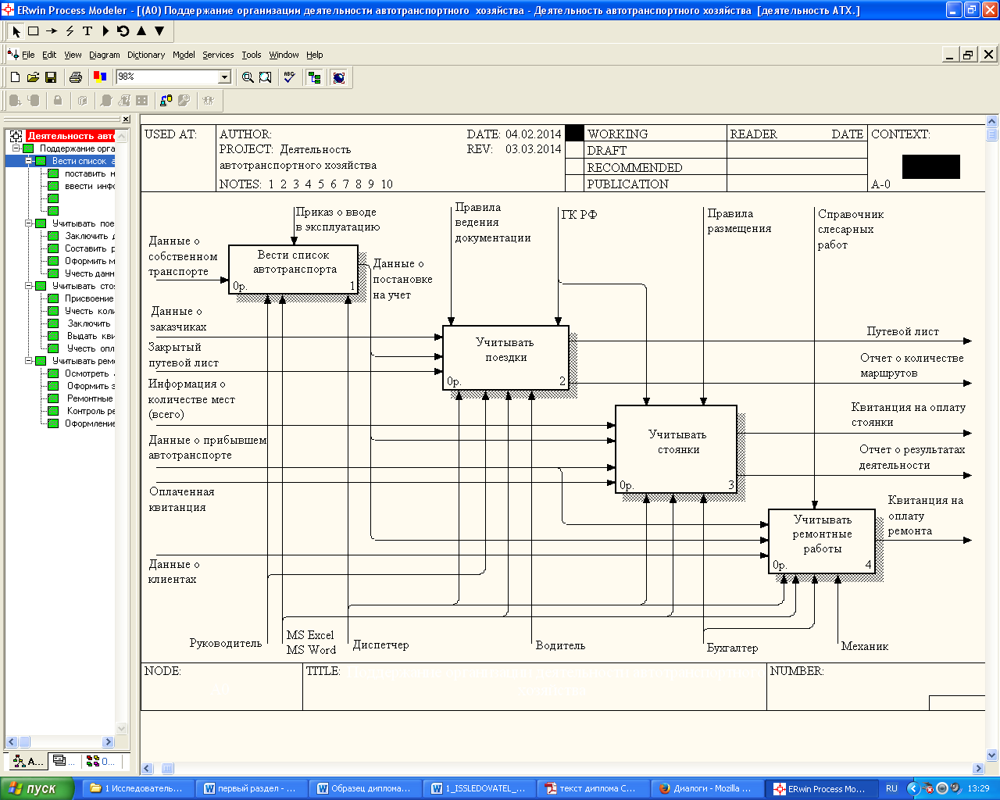 ERwin Process Modeler - [(A0) Поддержание организации деятельности автотранспортного хозяйства - Деятельность автотранспортного хозяйства [деятельность АТХ.]
File Edit View Diagram Dictionary Model Services Tools Window Help
98%
Деятельность авто
Поддержание орга
Вести список а
поставить н
ввести инфо
Учитывать пое
Заключить д
Составить р
Оформить м
Учесть данн
Учитывать сто
Присвоение
Учесть коли
Заключить
Выдать кви
Учесть опл
Учитывать ремо
Осмотреть
Оформить з
Ремонтные
Контроль ре
Оформление
A...
...
O...
USED AT:
AUTHOR:
DATE: 04.02.2014
PROJECT: Деятельность
автотранспортного хозяйства
REV: 03.03.2014
NOTES: 1 2 3 4 5 6 7 8 9 10
WORKING
DRAFT
RECOMMENDED
PUBLICATION
READER
DATE
CONTEXT:
A-0
Приказ о вводе
в эксплуатацию
Правила
ведения
документации
ГК РФ
Правила
размещения
Справочник
слесарных
работ
Данные о
собственном
транспорте
Вести список
автотранспорта
0р.
1
Данные о
постановке
на учет
Данные о
заказчиках
Закрытый
путевой лист
Учитывать
поездки
0р.
2
Путевой лист
Отчет о количестве
маршрутов
Информация о
количестве мест
(всего)
Данные о прибывшем
автотранспорте
Оплаченная
квитанция
Учитывать
стоянки
0р.
3
Квитанция на оплату
стоянки
Отчет о результатах
деятельности
Данные о
клиентах
Учитывать
ремонтные
работы
0р.
4
Квитанция на
оплату
ремонта
Руководитель
MS Excel
MS Word
Диспетчер
Водитель
Бухгалтер
Механик
NODE:
TITLE:
NUMBER:
пуск
1 Исследователь...
первый раздел - ...
Образец диплома...
1_ISSLEDOVATEL_...
текст диплома С...
Диалоги - Mozilla ...
ERwin Process Mo...
RU
13:29